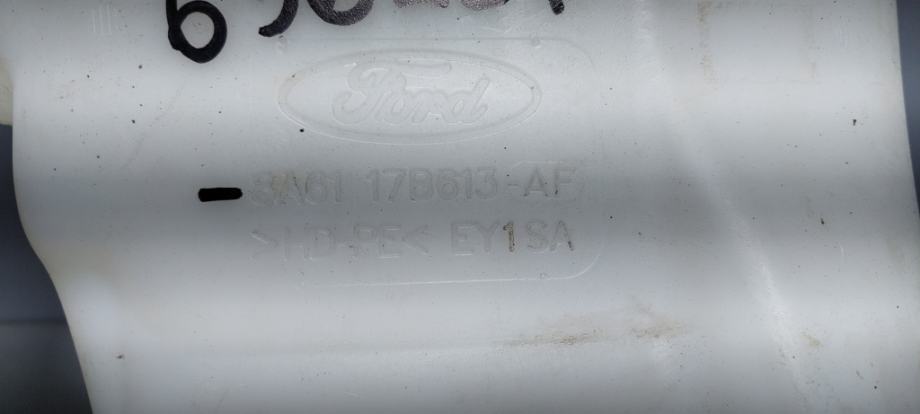 Ford
8A61 17B613-AF
>HD-PE< EY1SA